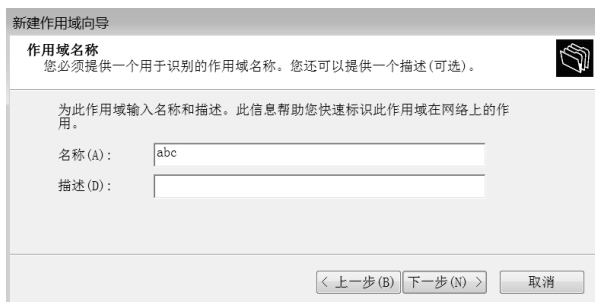 新建作用域向导
作用域名称
您必须提供一个用于识别的作用域名称。您还可以提供一个描述(可选)。
为此作用域输入名称和描述。此信息帮助您快速标识此作用域在网络上的作
用。
名称(A): abc
描述(D):
< 上一步(B) 下一步(N) > 取消